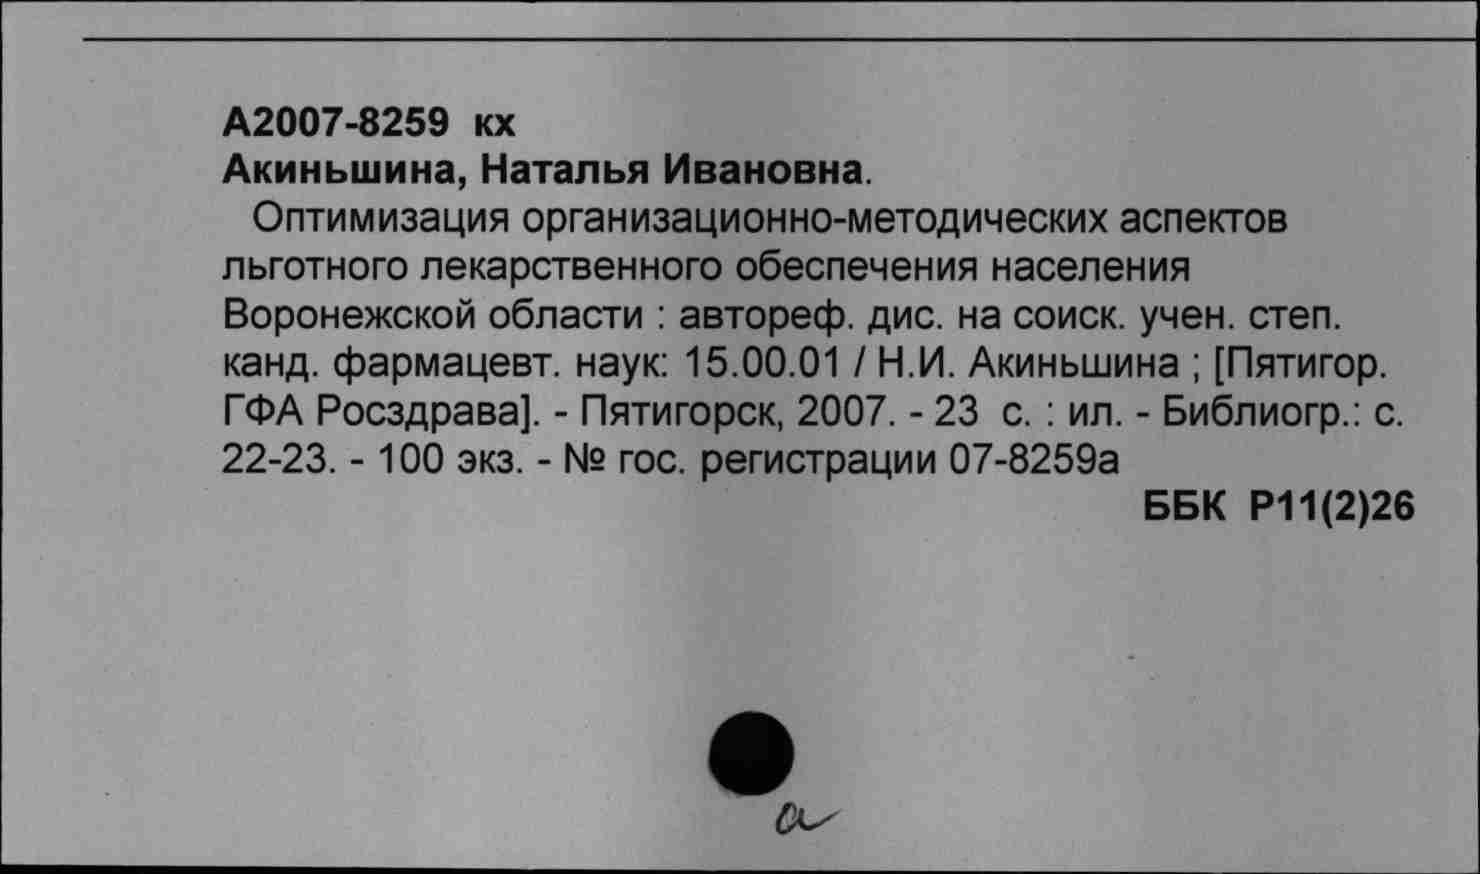 А2007-8259 кх
Акиньшина, Наталья Ивановна.
Оптимизация организационно-методических аспектов
льготного лекарственного обеспечения населения
Воронежской области : автореф. дис. на соиск. учен. степ.
канд. фармацевт. наук: 15.00.01 / Н.И. Акиньшина ; [Пятигор.
ГФА Росздрава]. - Пятигорск, 2007. - 23 с. : ил. - Библиогр.: с.
22-23. - 100 экз. - № гос. регистрации 07-8259а
ББК Р11(2)26
а